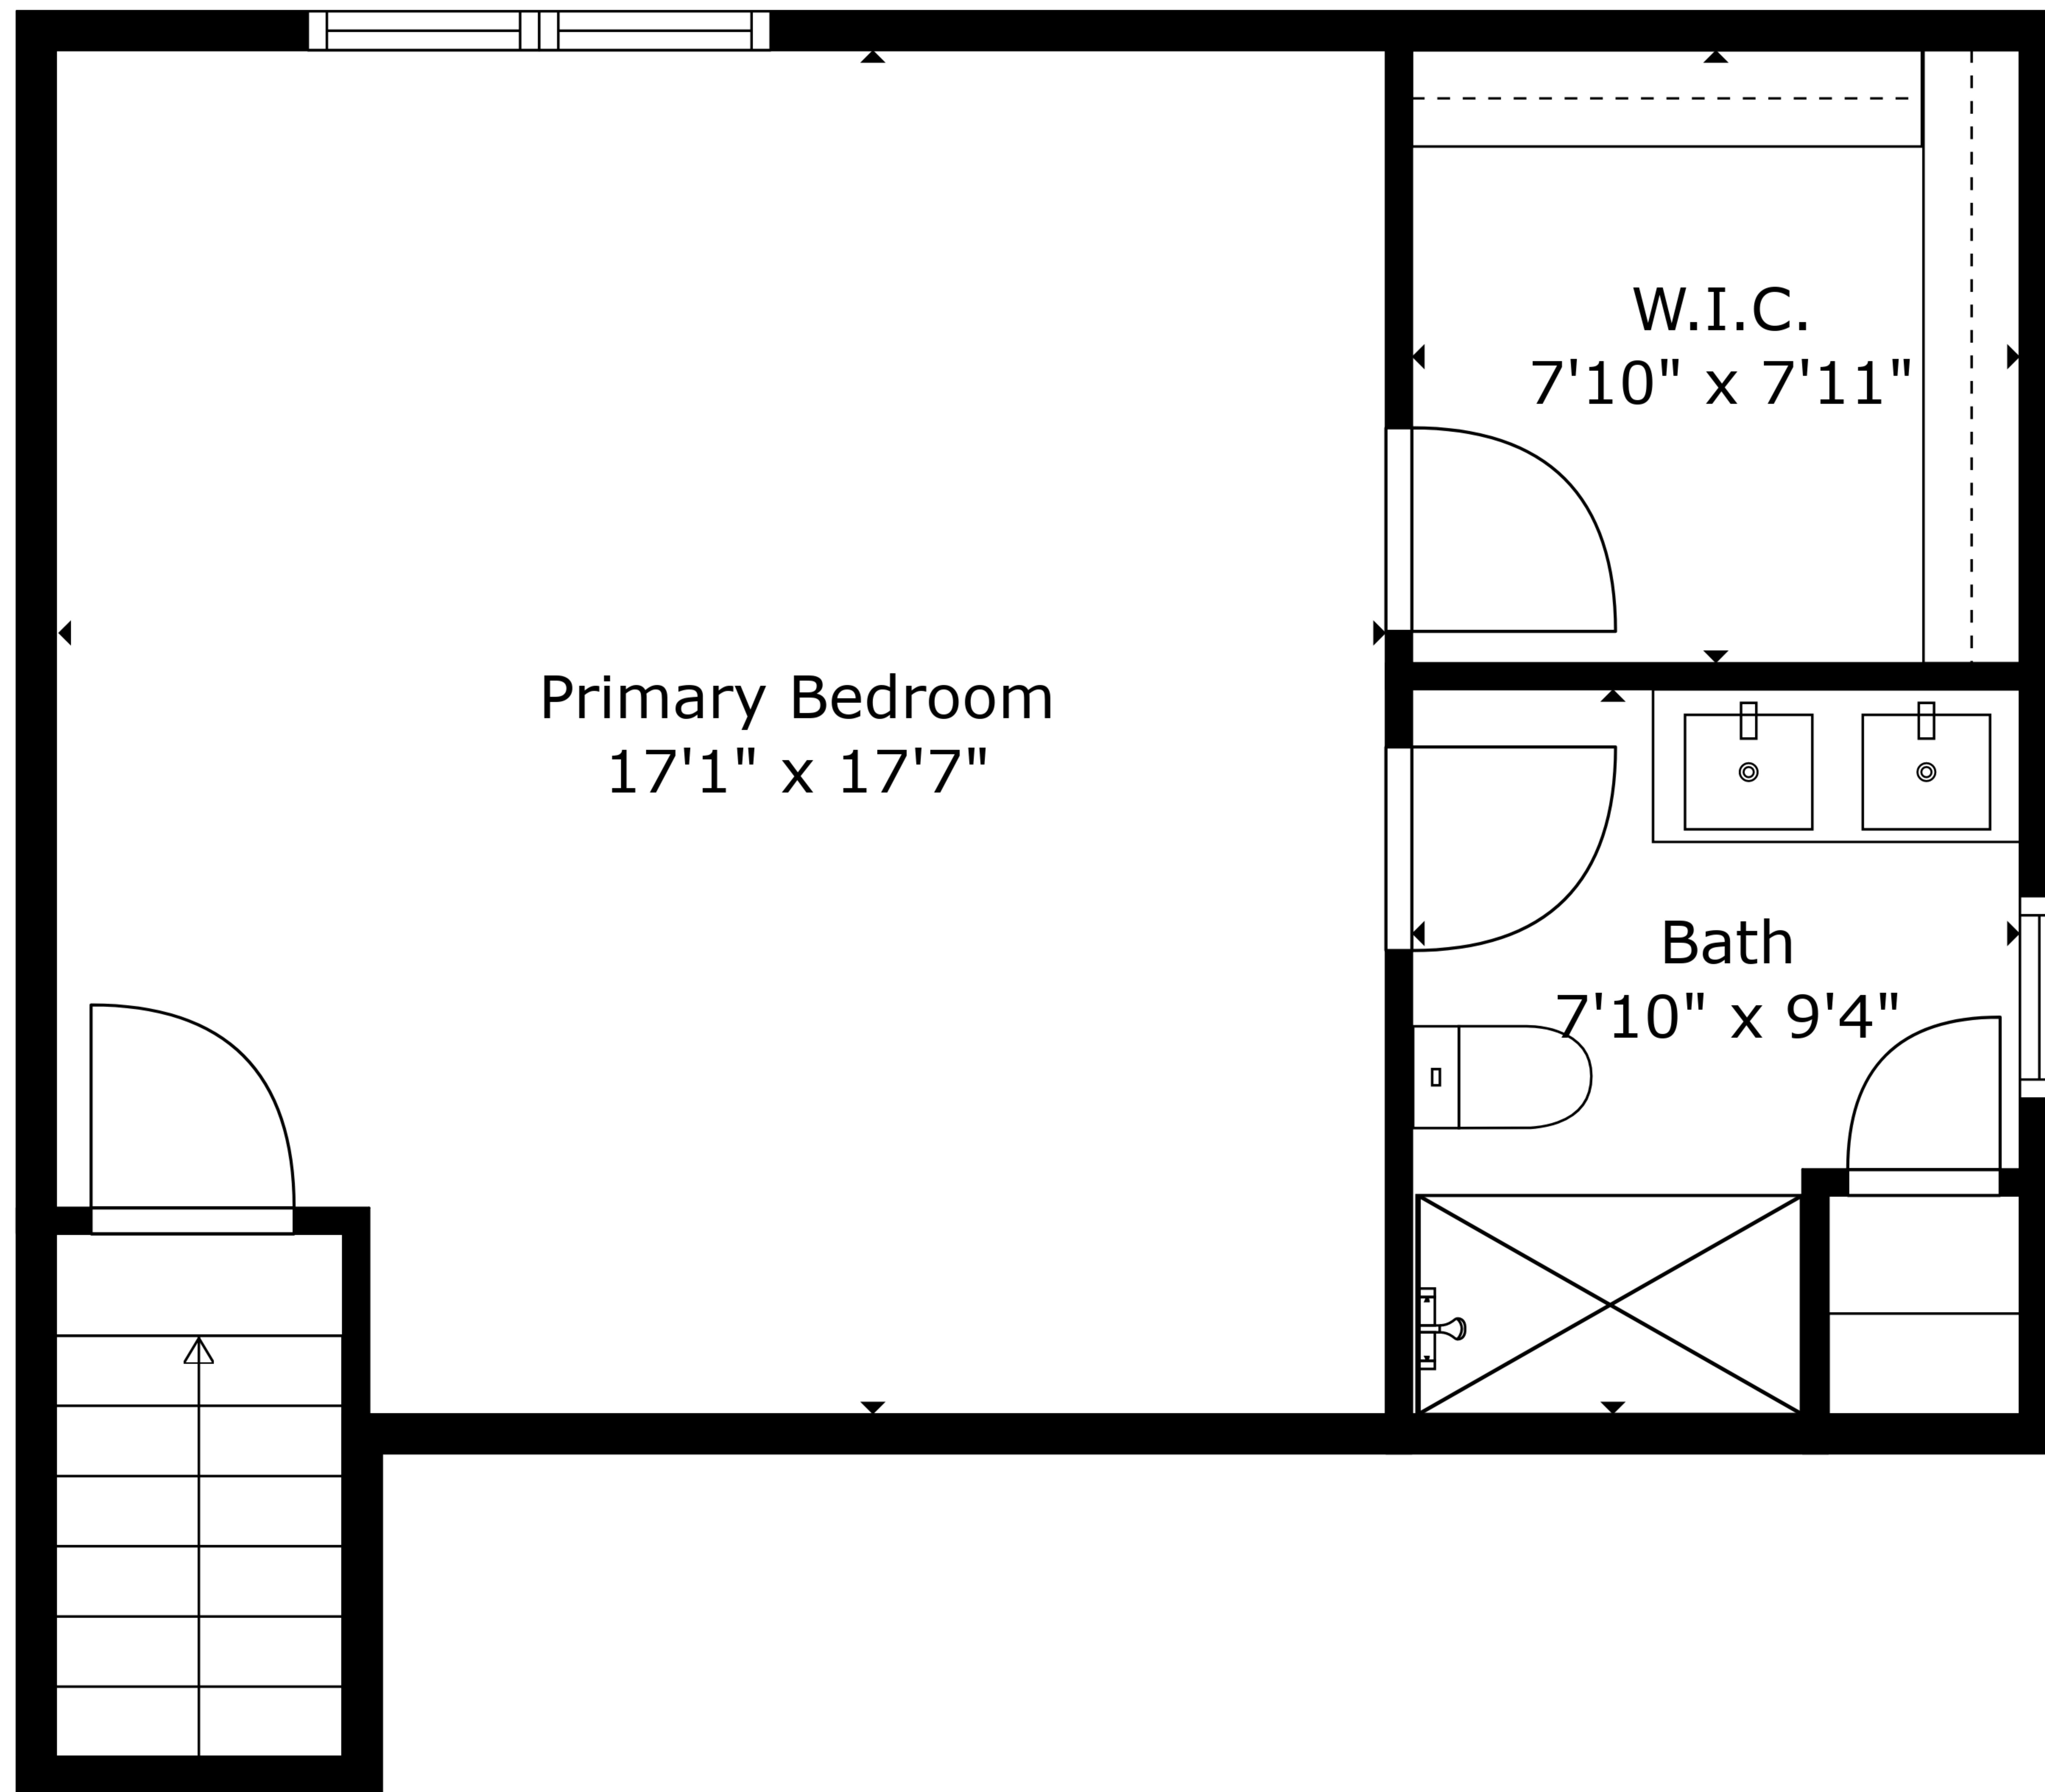 W.I.C.
7'10" x 7'11"
Primary Bedroom
17'1" x 17'7"
Bath
7'10" x 9'4"